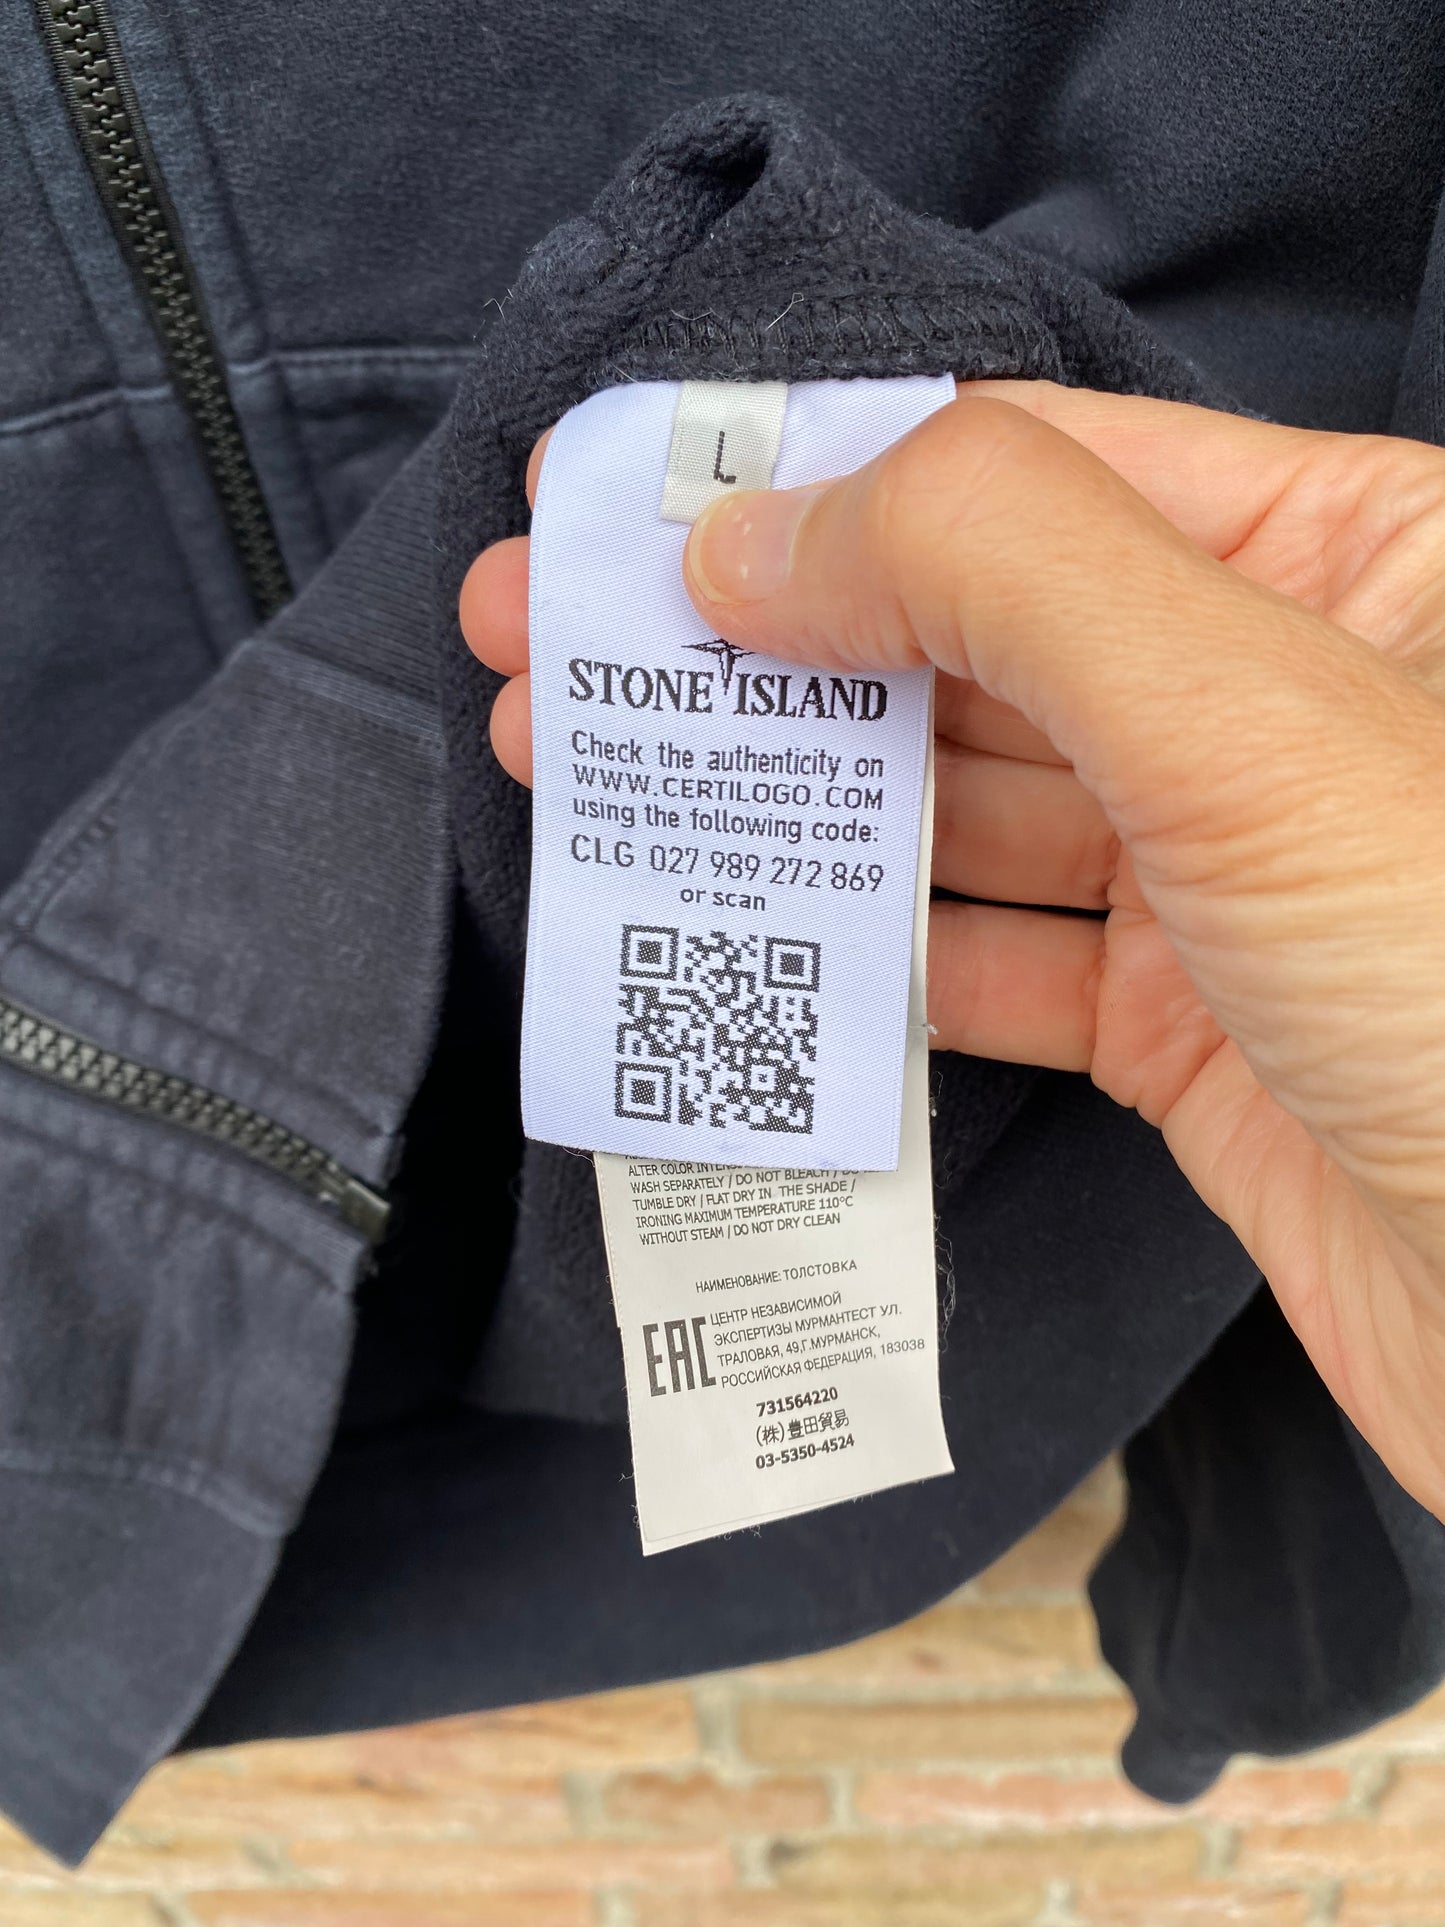 L
STONE ISLAND
Check the authenticity on
WWW.CERTILOGO.COM
using the following code:
CLG 027 989 272 869
or scan
ALTER COLOR
WASH SEPARATELY / DO NOT BLEACH /
TUMBLE DRY / FLAT DRY IN THE SHADE /
IRONING MAXIMUM TEMPERATURE 110°C
WITHOUT STEAM / DO NOT DRY CLEAN
НАИМЕНОВАНИЕ: ТОЛСТОВКА
EAC
ЦЕНТР НЕЗАВИСИМОЙ
ЭКСПЕРТИЗЫ МУРМАНТЕСТ УЛ.
ТРАЛОВАЯ, 49,Г.МУРМАНСК,
РОССИЙСКАЯ ФЕДЕРАЦИЯ, 183038
731564220
(株)豊田貿易
03-5350-4524